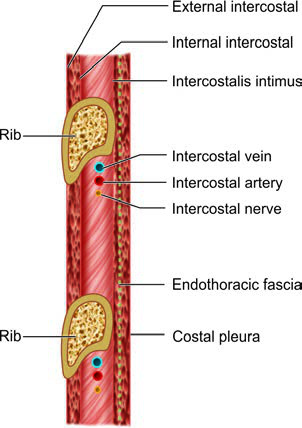 External intercostal
Internal intercostal
Intercostalis intimus
Rib
Intercostal vein
Intercostal artery
Intercostal nerve
Endothoracic fascia
Rib
Costal pleura